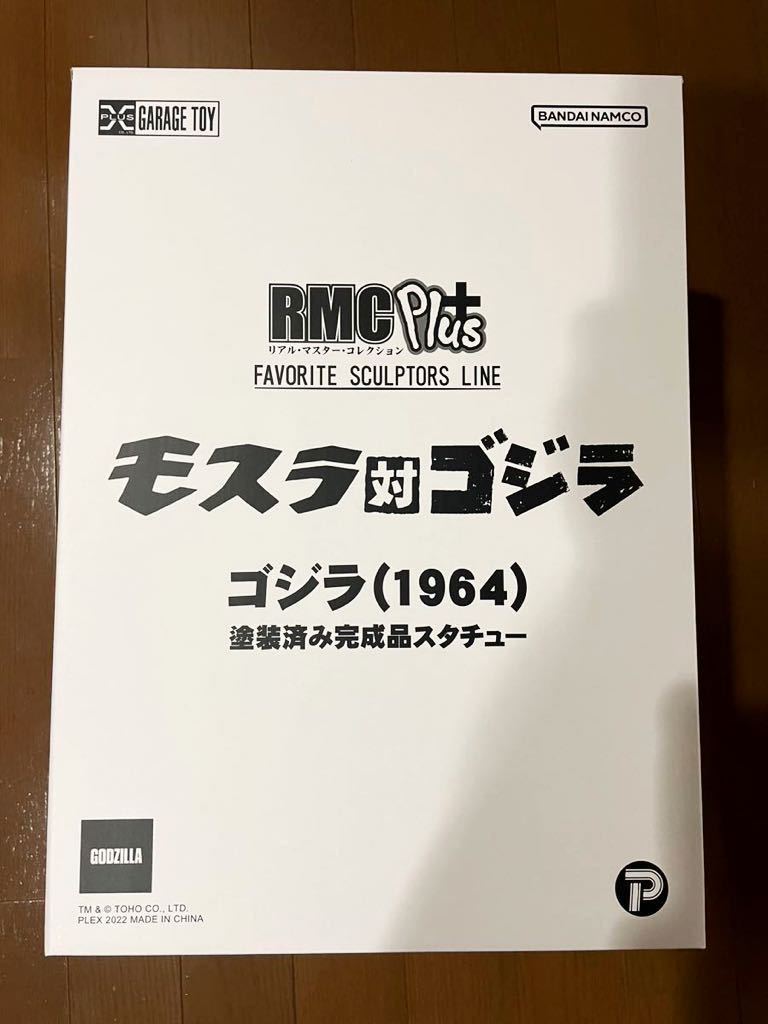 X PLUS CO., LTD. GARAGE TOY
BANDAI NAMCO
RMC Plus
リアル・マスター・コレクション
FAVORITE SCULPTORS LINE
モスラ対ゴジラ
ゴジラ(1964)
塗装済み完成品スタチュー
GODZILLA
TM & © TOHO CO., LTD.
PLEX 2022 MADE IN CHINA
P